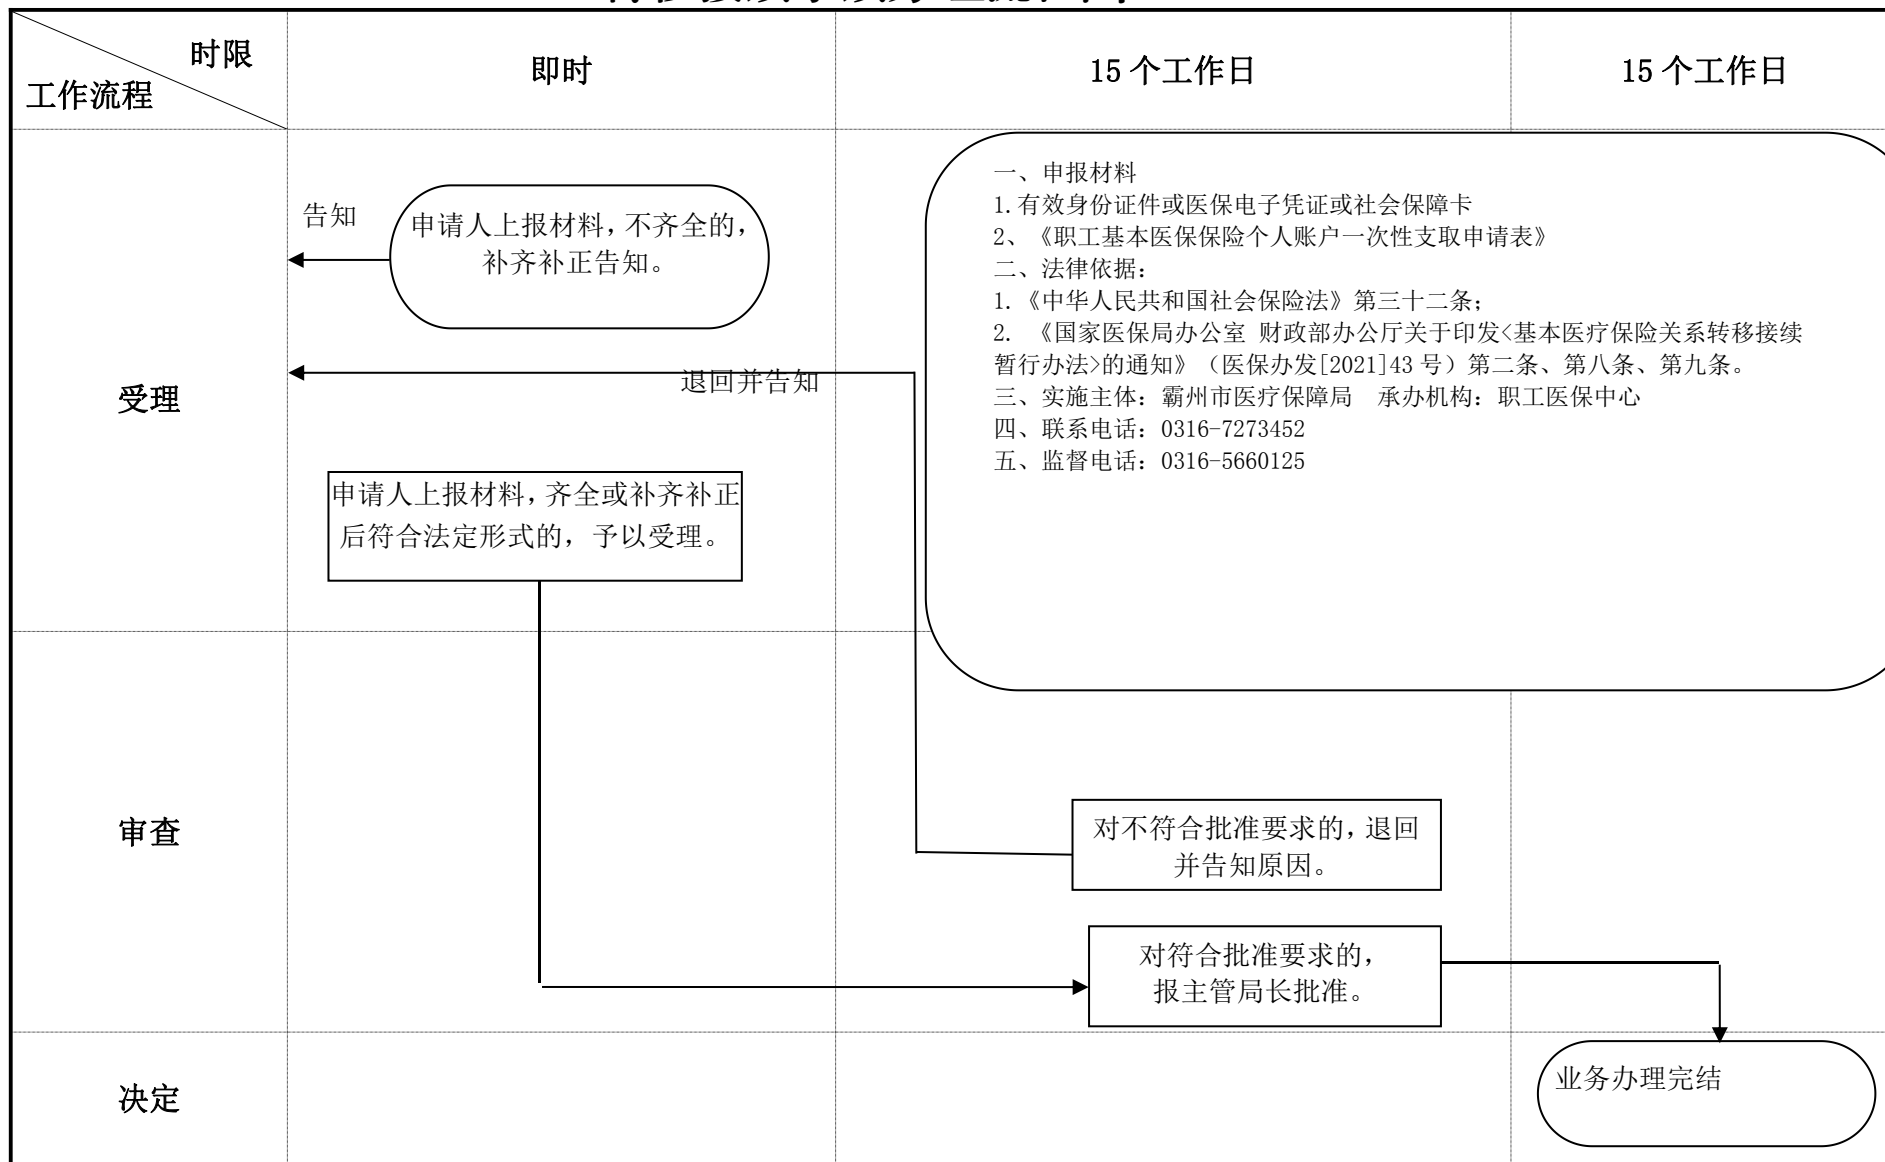 时限
工作流程
即时
15个工作日
15个工作日
受理
告知
申请人上报材料，不齐全的，
补齐补正告知。
退回并告知
申请人上报材料，齐全或补齐补正
后符合法定形式的，予以受理。
一、申报材料
1.有效身份证件或医保电子凭证或社会保障卡
2、《职工基本医保保险个人账户一次性支取申请表》
二、法律依据：
1.《中华人民共和国社会保险法》第三十二条；
2. 《国家医保局办公室 财政部办公厅关于印发<基本医疗保险关系转移接续
暂行办法>的通知》（医保办发[2021]43号）第二条、第八条、第九条。
三、实施主体：霸州市医疗保障局 承办机构：职工医保中心
四、联系电话：0316-7273452
五、监督电话：0316-5660125
审查
对不符合批准要求的，退回
并告知原因。
对符合批准要求的，
报主管局长批准。
决定
业务办理完结